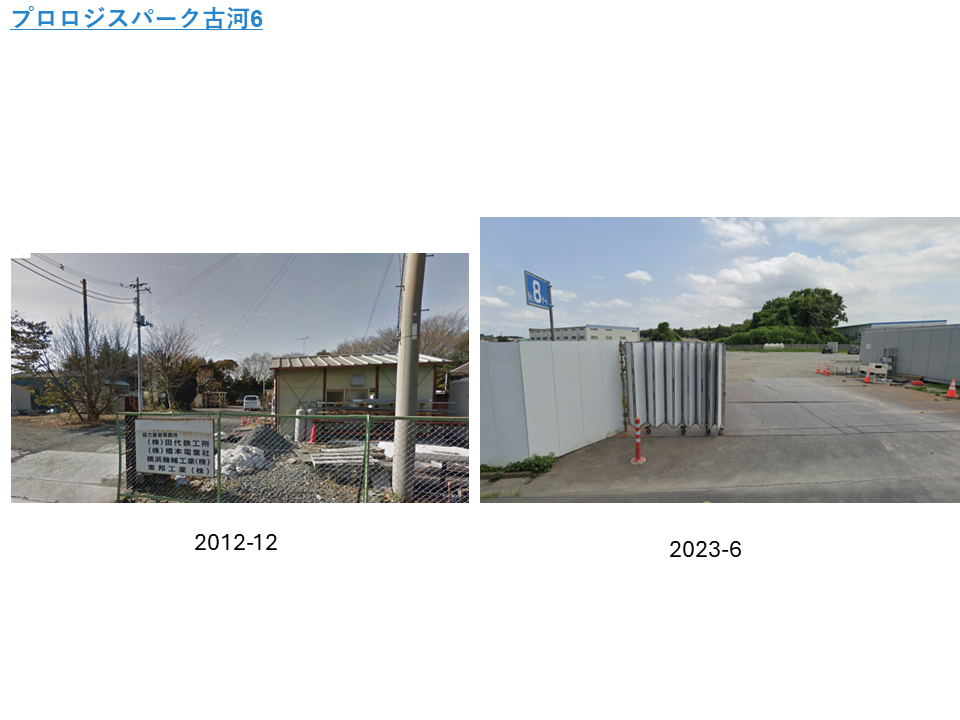 プロロジスパーク古河6
協力業者事務所
(株)田代鉄工所
(株)橋本電業社
横浜機械工業(株)
東邦工業(株)
8
2012-12
2023-6